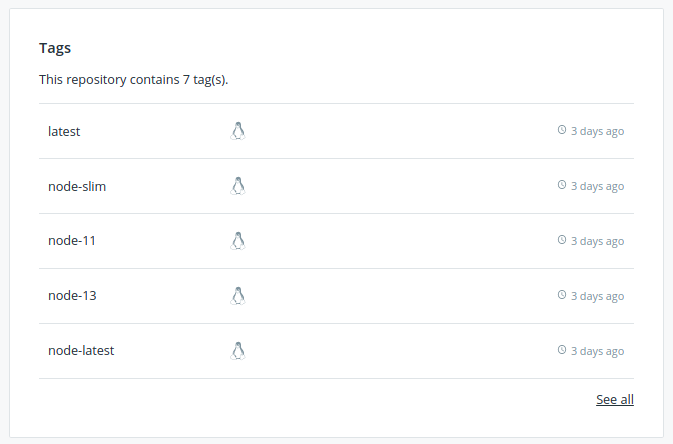 Tags
This repository contains 7 tag(s).
latest 3 days ago
node-slim 3 days ago
node-11 3 days ago
node-13 3 days ago
node-latest 3 days ago
See all